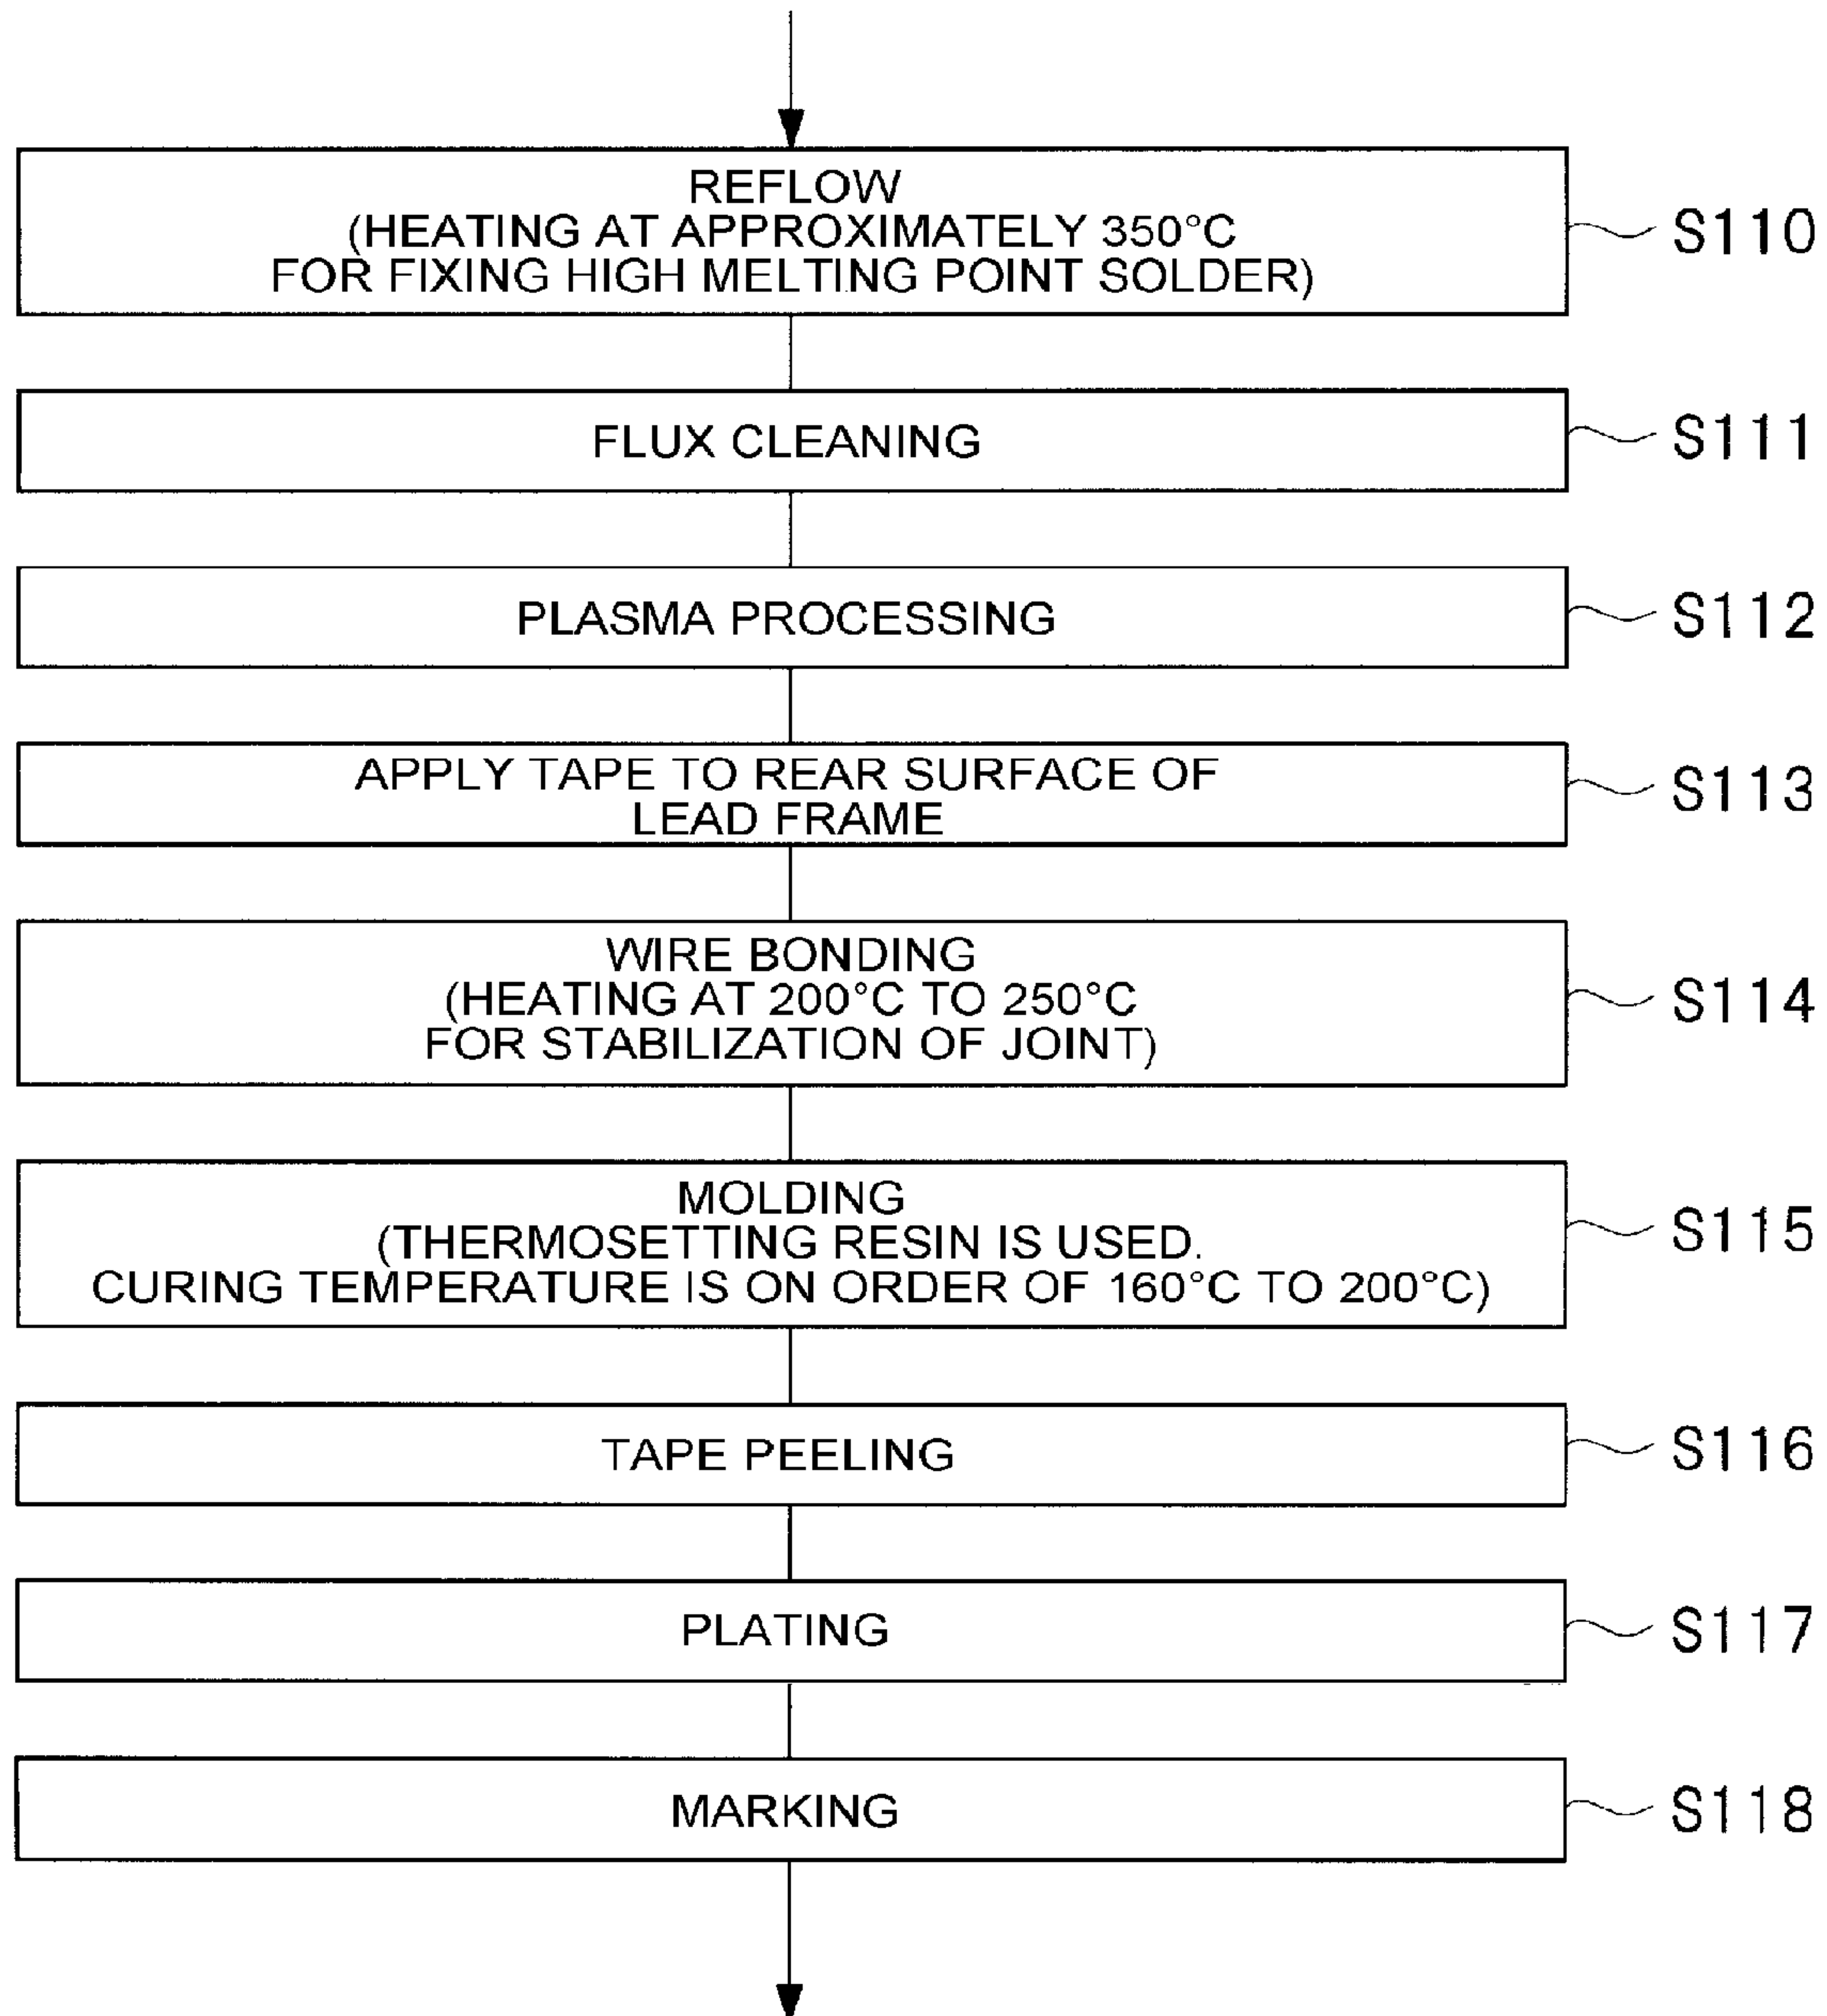 REFLOW
(HEATING AT APPROXIMATELY 350°C
FOR FIXING HIGH MELTING POINT SOLDER)
S110
FLUX CLEANING
S111
PLASMA PROCESSING
S112
APPLY TAPE TO REAR SURFACE OF
LEAD FRAME
S113
WIRE BONDING
(HEATING AT 200°C TO 250°C
FOR STABILIZATION OF JOINT)
S114
MOLDING
(THERMOSETTING RESIN IS USED.
CURING TEMPERATURE IS ON ORDER OF 160°C TO 200°C)
S115
TAPE PEELING
S116
PLATING
S117
MARKING
S118